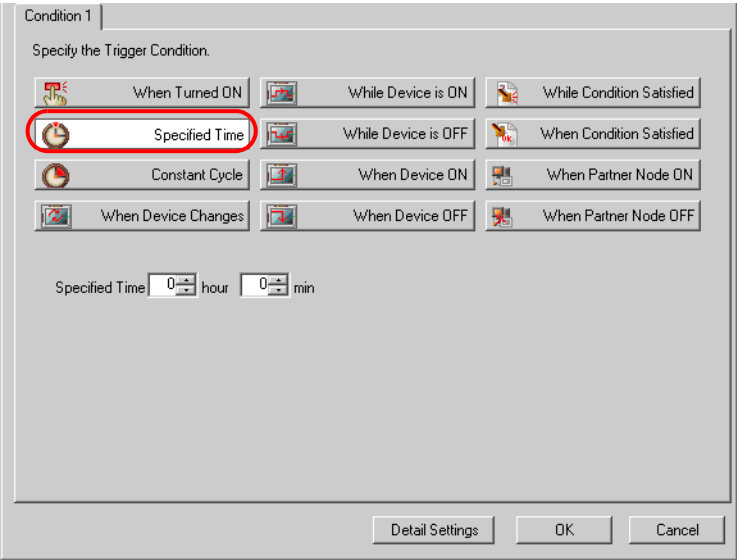 Condition 1
Specify the Trigger Condition.
When Turned ON While Device is ON While Condition Satisfied
Specified Time While Device is OFF When Condition Satisfied
Constant Cycle When Device ON When Partner Node ON
When Device Changes When Device OFF When Partner Node OFF
Specified Time 0 hour 0 min
Detail Settings OK Cancel